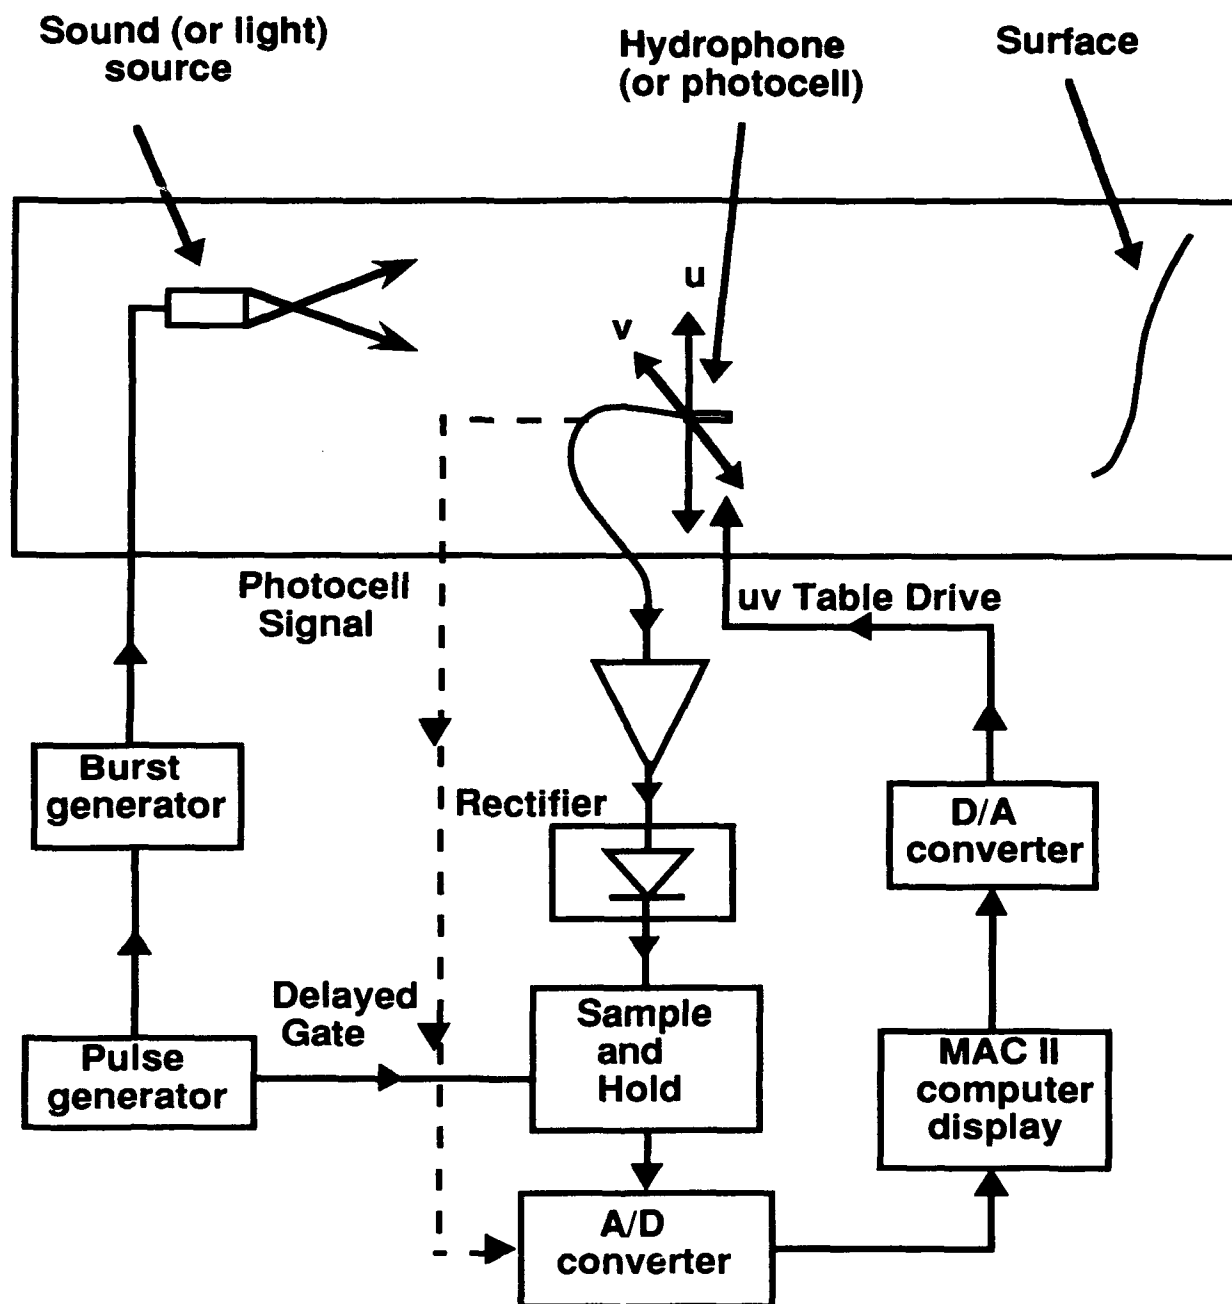 Sound (or light)
source
Hydrophone
(or photocell)
Surface
u
v
Photocell
Signal
uv Table Drive
Burst
generator
Rectifier
D/A
converter
Delayed
Gate
Sample
and
Hold
Pulse
generator
MAC II
computer
display
A/D
converter